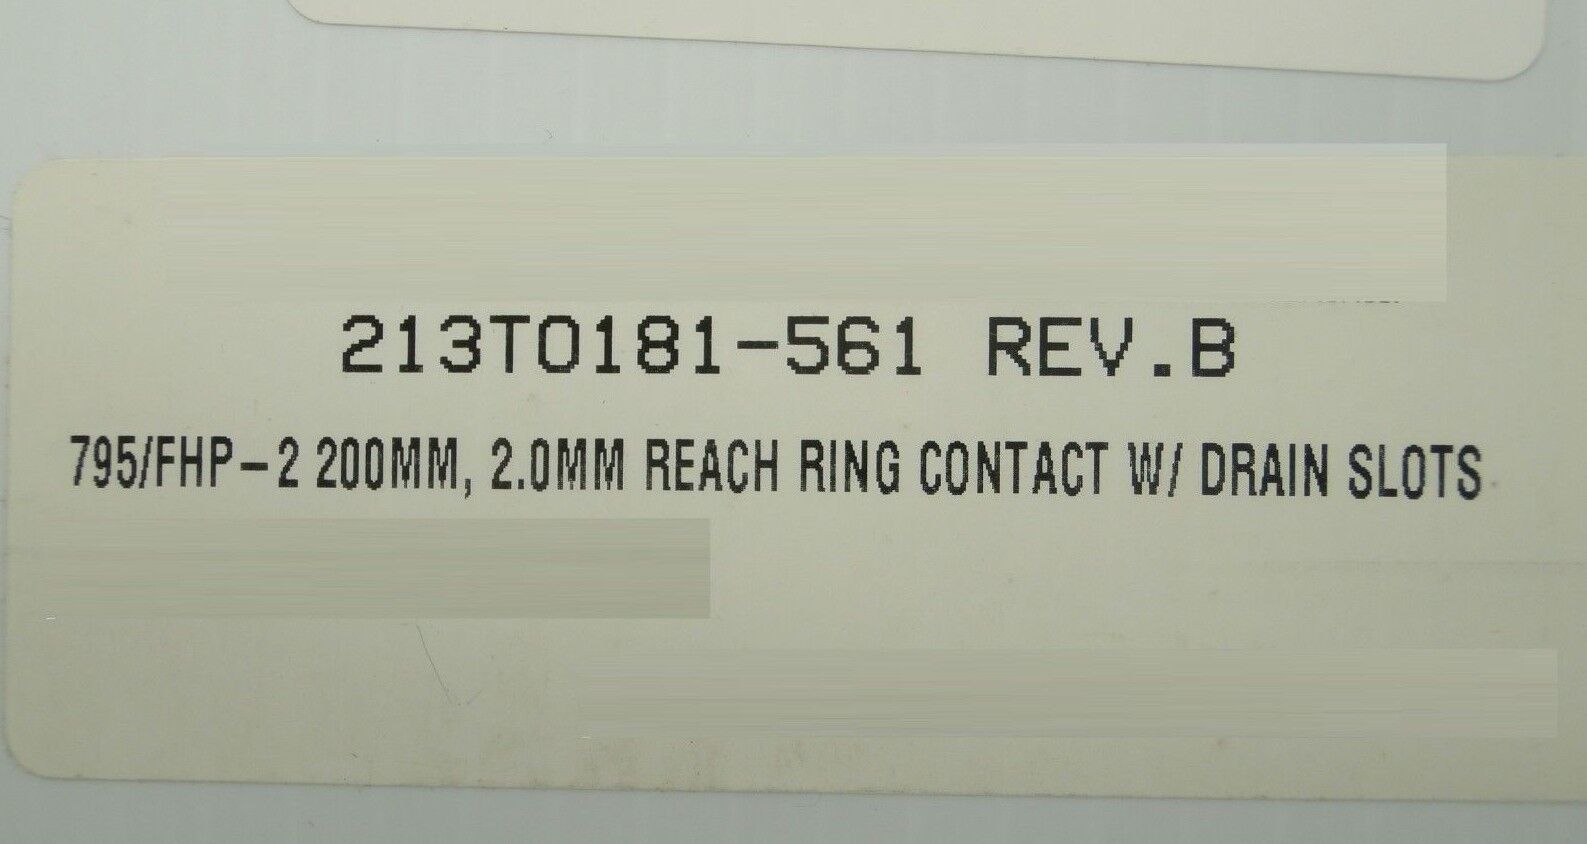 213T0181-561 REV.B
795/FHP-2 200MM, 2.0MM REACH RING CONTACT W/ DRAIN SLOTS